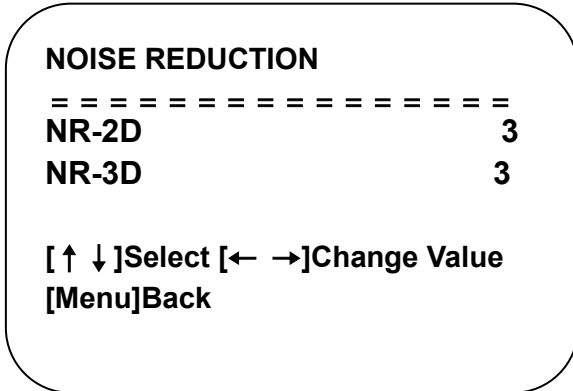 NOISE REDUCTION
= = = = = = = = = = = = = = = =
NR-2D 3
NR-3D 3
[↑ ↓]Select [← →]Change Value
[Menu]Back